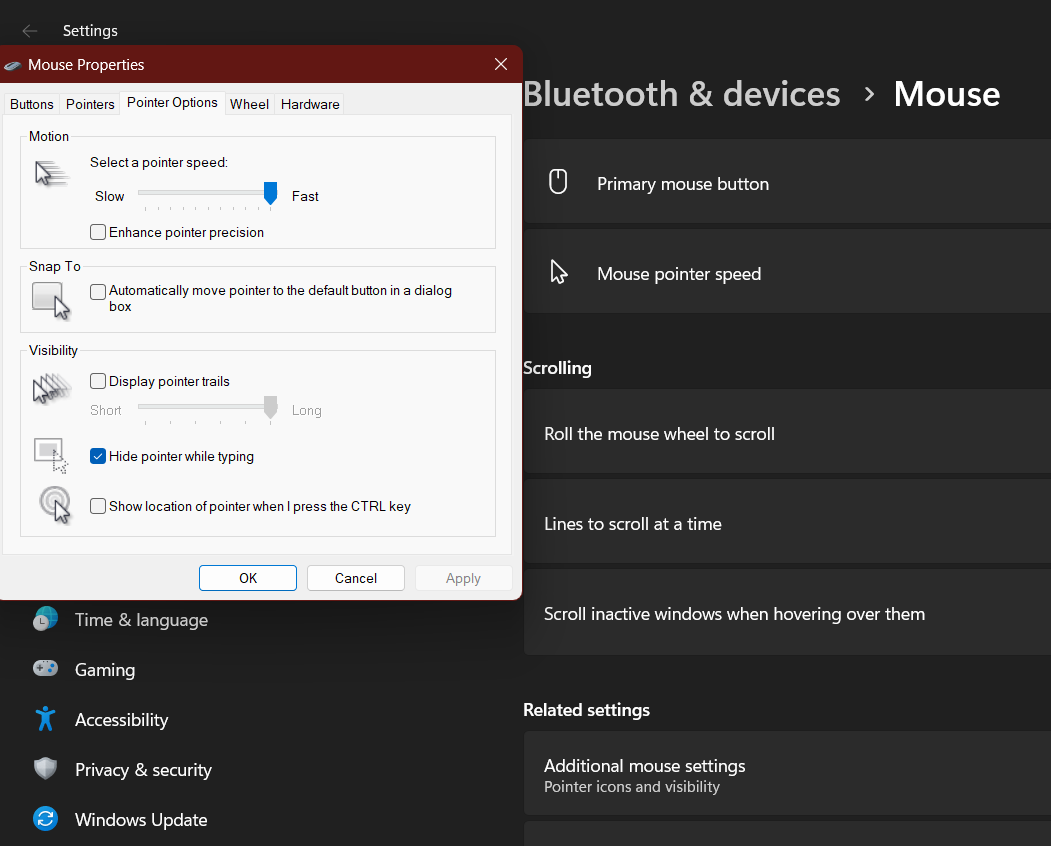 Settings
Mouse Properties
Buttons
Pointers
Pointer Options
Wheel
Hardware
Motion
Select a pointer speed:
Slow
Fast
Enhance pointer precision
Snap To
Automatically move pointer to the default button in a dialog
box
Visibility
Display pointer trails
Short
Long
Hide pointer while typing
Show location of pointer when I press the CTRL key
OK
Cancel
Apply
Time & language
Gaming
Accessibility
Privacy & security
Windows Update
Bluetooth & devices › Mouse
Primary mouse button
Mouse pointer speed
Scrolling
Roll the mouse wheel to scroll
Lines to scroll at a time
Scroll inactive windows when hovering over them
Related settings
Additional mouse settings
Pointer icons and visibility